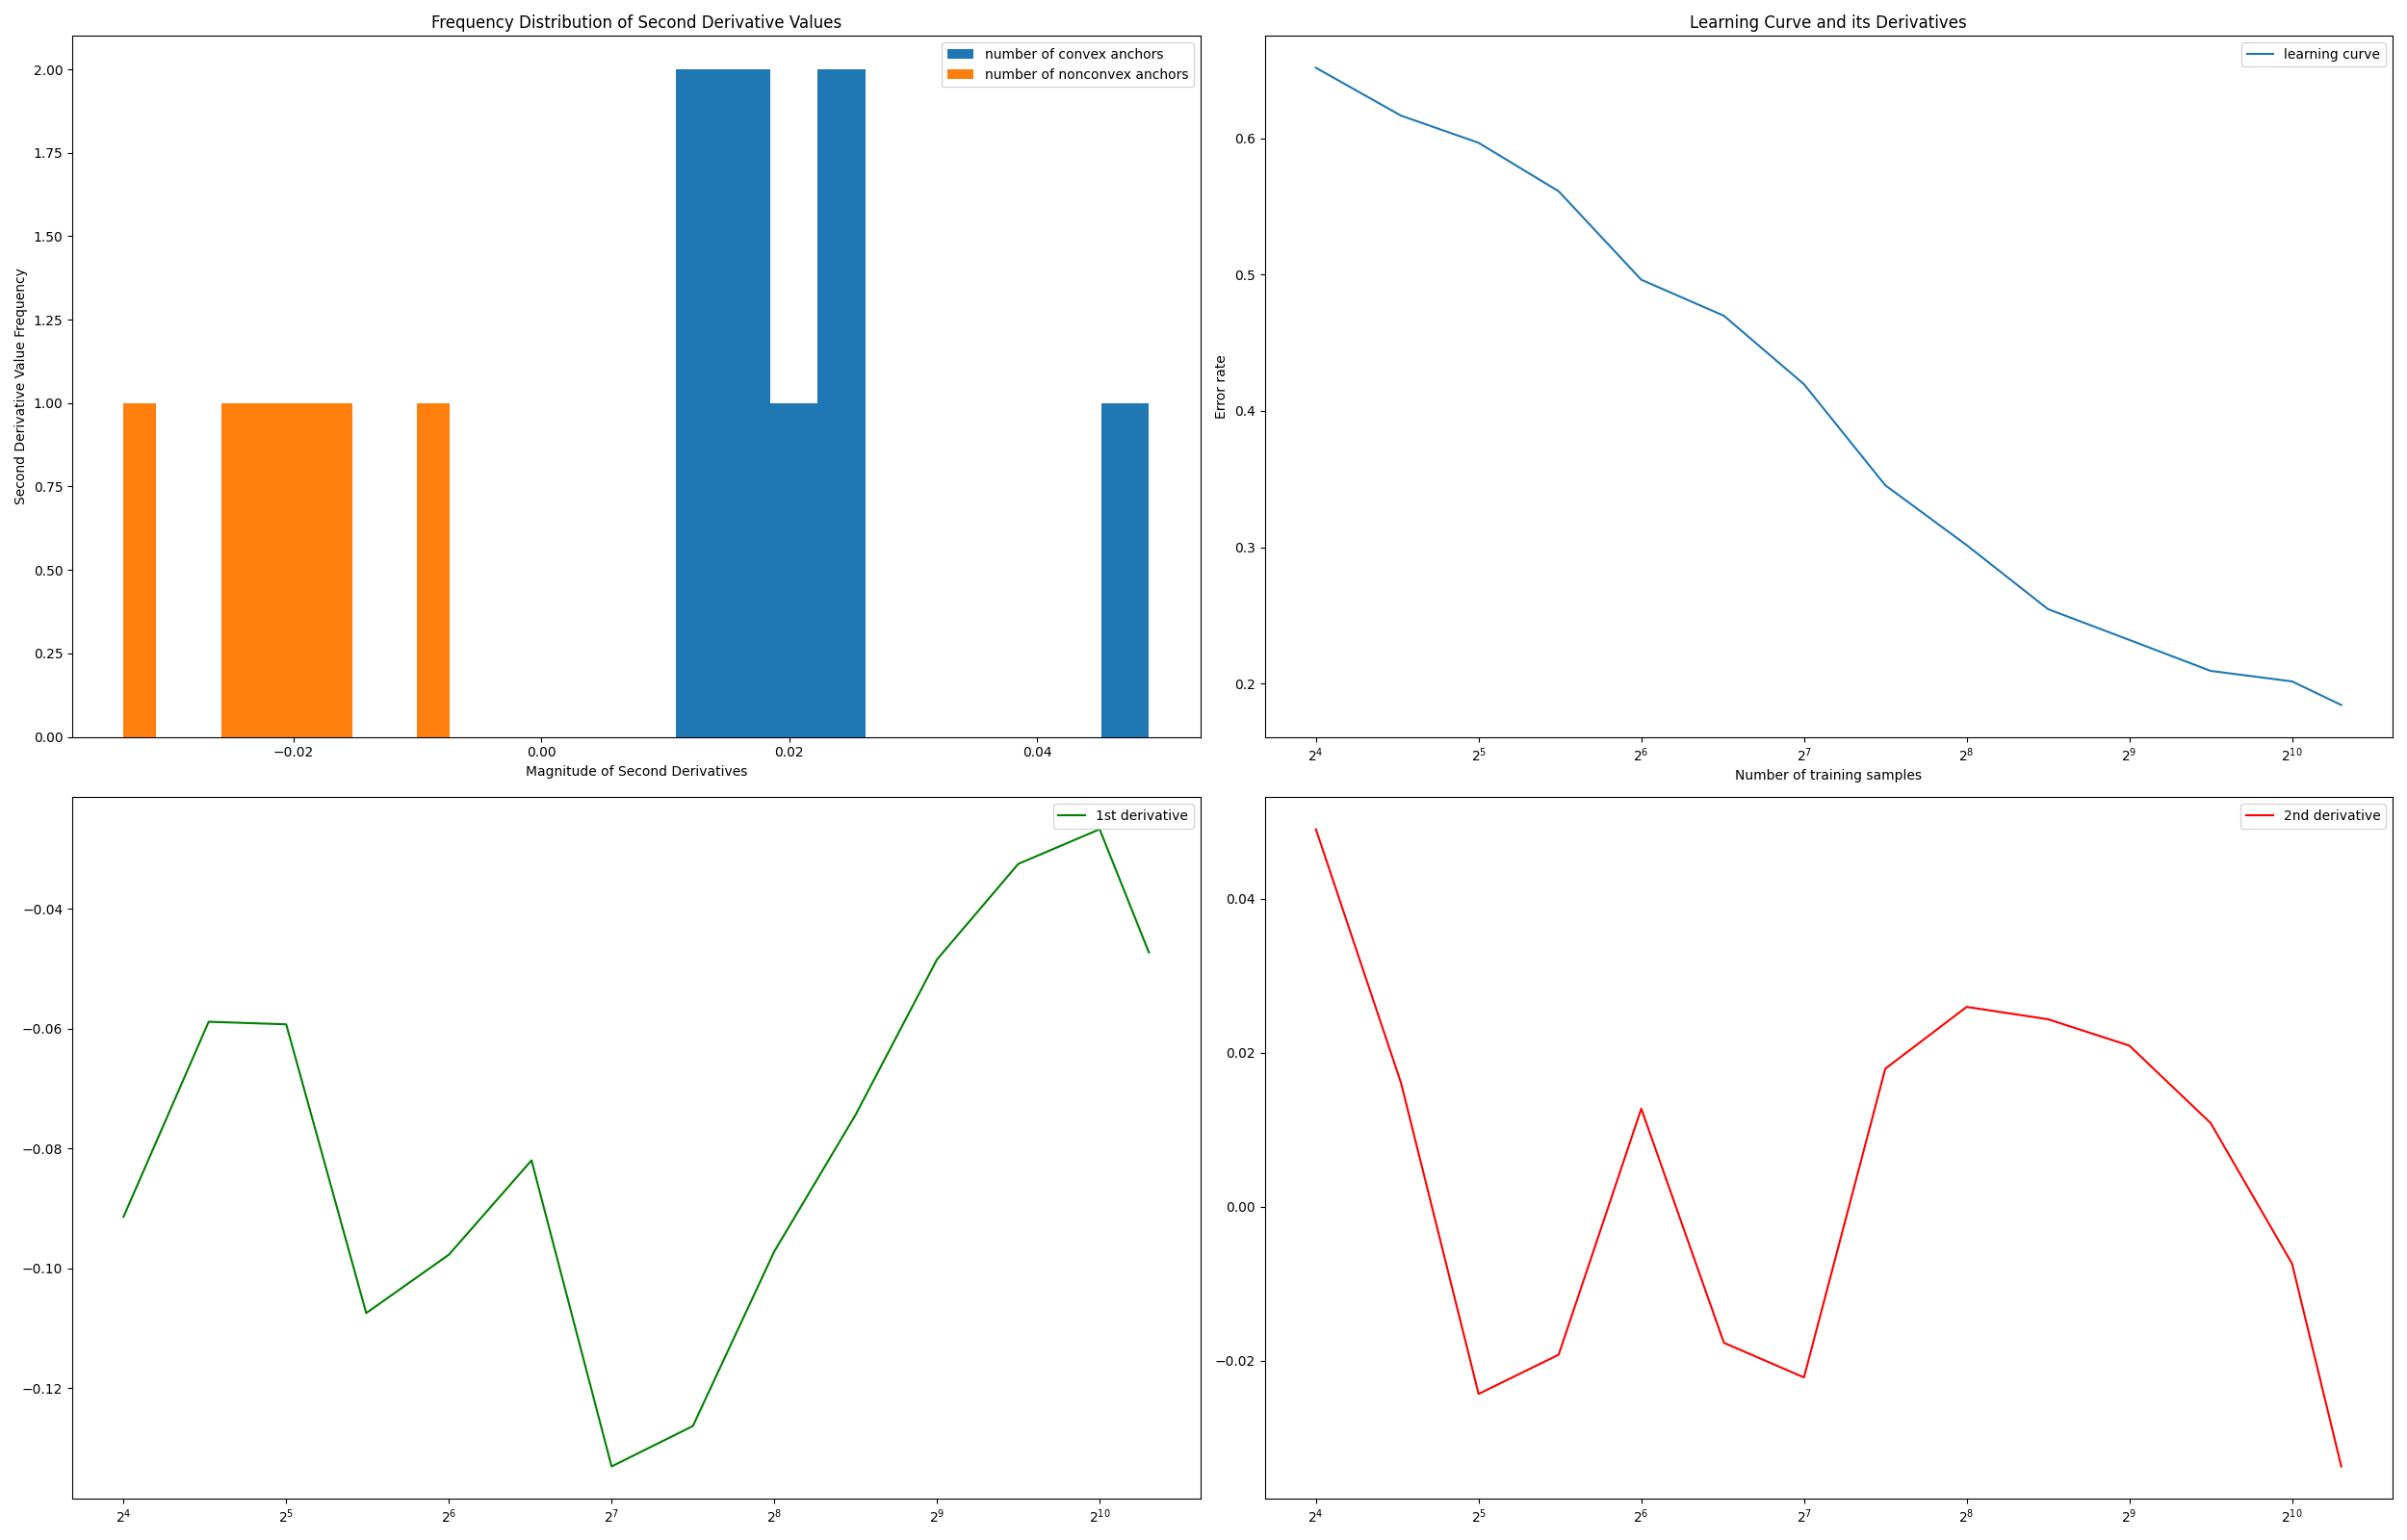 Frequency Distribution of Second Derivative Values
number of convex anchors
number of nonconvex anchors
2.00
1.75
1.50
1.25
1.00
0.75
0.50
0.25
0.00
Second Derivative Value Frequency
−0.02 0.00 0.02 0.04
Magnitude of Second Derivatives
Learning Curve and its Derivatives
learning curve
0.6
0.5
0.4
0.3
0.2
Error rate
2⁴ 2⁵ 2⁶ 2⁷ 2⁸ 2⁹ 2¹⁰
Number of training samples
1st derivative
−0.04
−0.06
−0.08
−0.10
−0.12
2⁴ 2⁵ 2⁶ 2⁷ 2⁸ 2⁹ 2¹⁰
2nd derivative
0.04
0.02
0.00
−0.02
2⁴ 2⁵ 2⁶ 2⁷ 2⁸ 2⁹ 2¹⁰